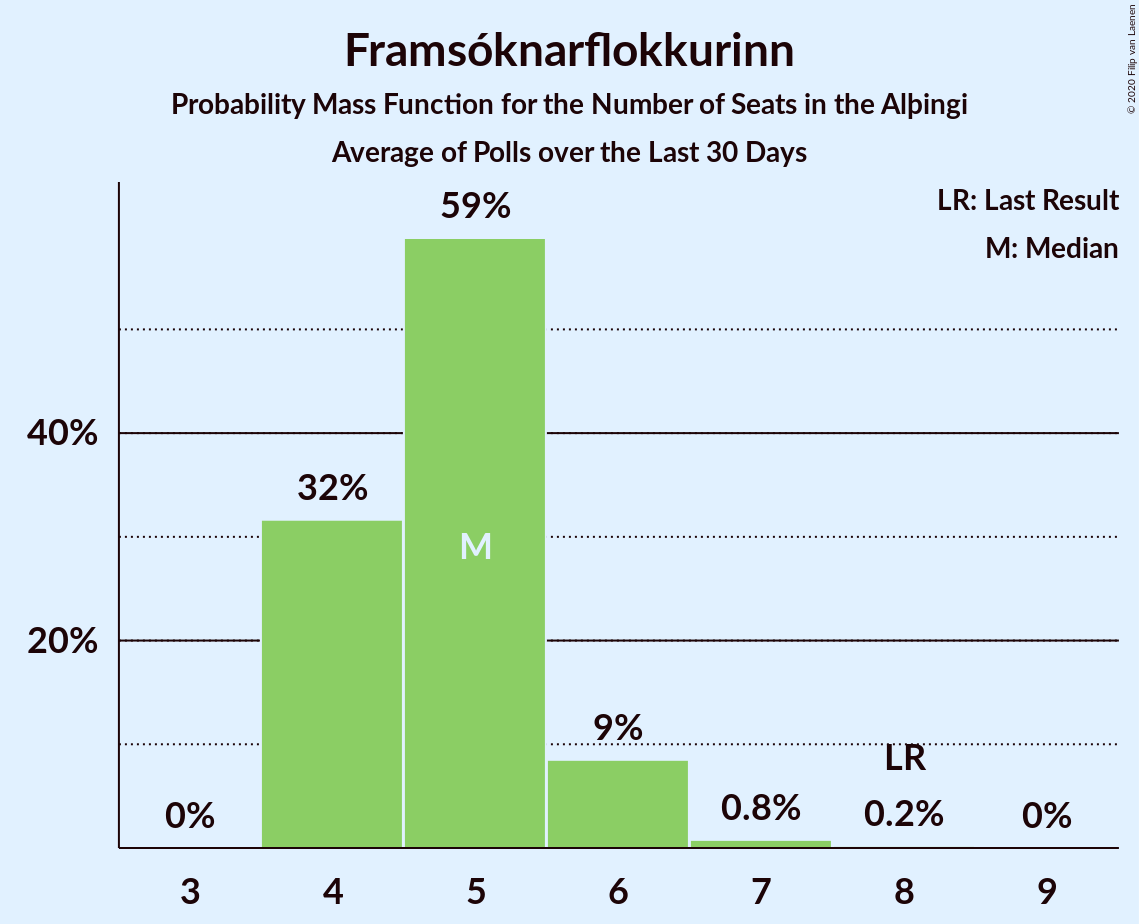 Framsóknarflokkurinn
Probability Mass Function for the Number of Seats in the Alþingi
Average of Polls over the Last 30 Days
© 2020 Filip van Laenen
LR: Last Result
M: Median
59%
40%
32%
M
20%
9%
LR
0%
0.8%
0.2%
0%
3 4 5 6 7 8 9